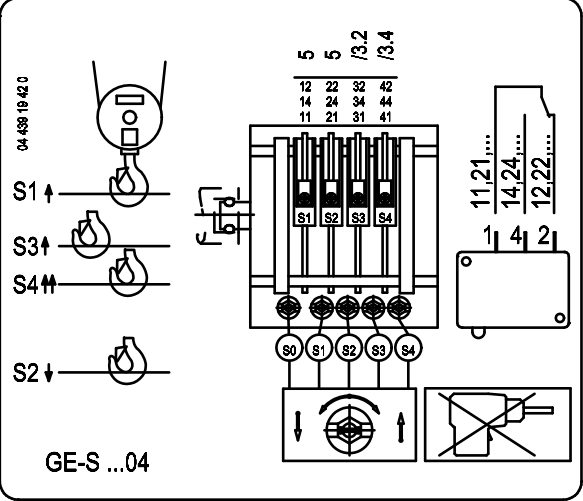 04 439 19 42 0
S1
S3
S4
S2
GE-S ...04
5 5 /3.2 /3.4
12 22 32 42
14 24 34 44
11 21 31 41
S1 S2 S3 S4
S0 S1 S2 S3 S4
11,21,...
14,24,...
12,22,...
1 4 2